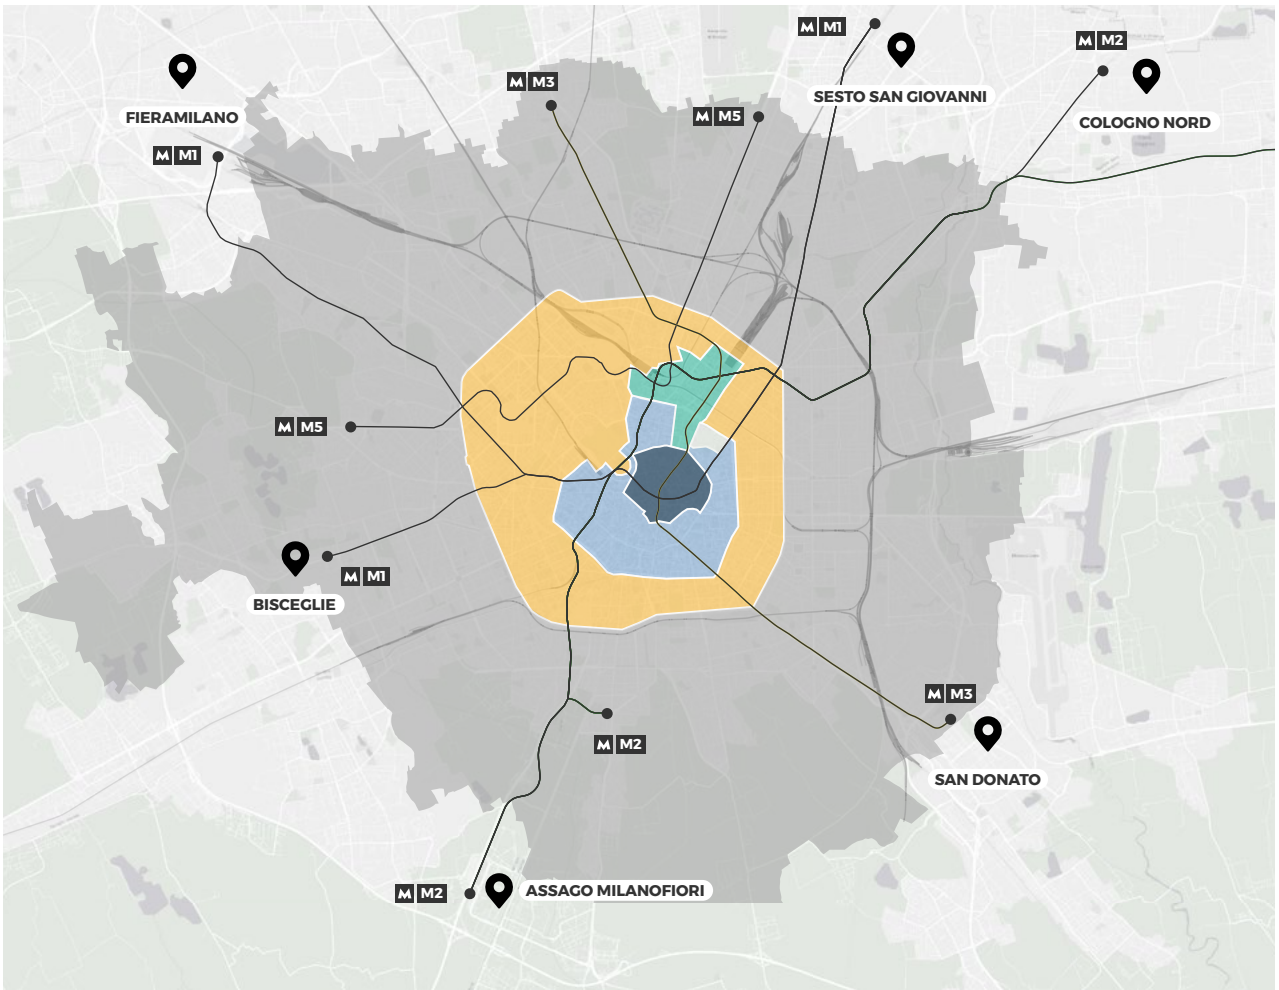 M M1
SESTO SAN GIOVANNI
M M2
COLOGNO NORD
FIERAMILANO
M M1
M M3
M M5
M M5
BISCEGLIE
M M1
M M3
SAN DONATO
M M2
M M2
ASSAGO MILANOFIORI